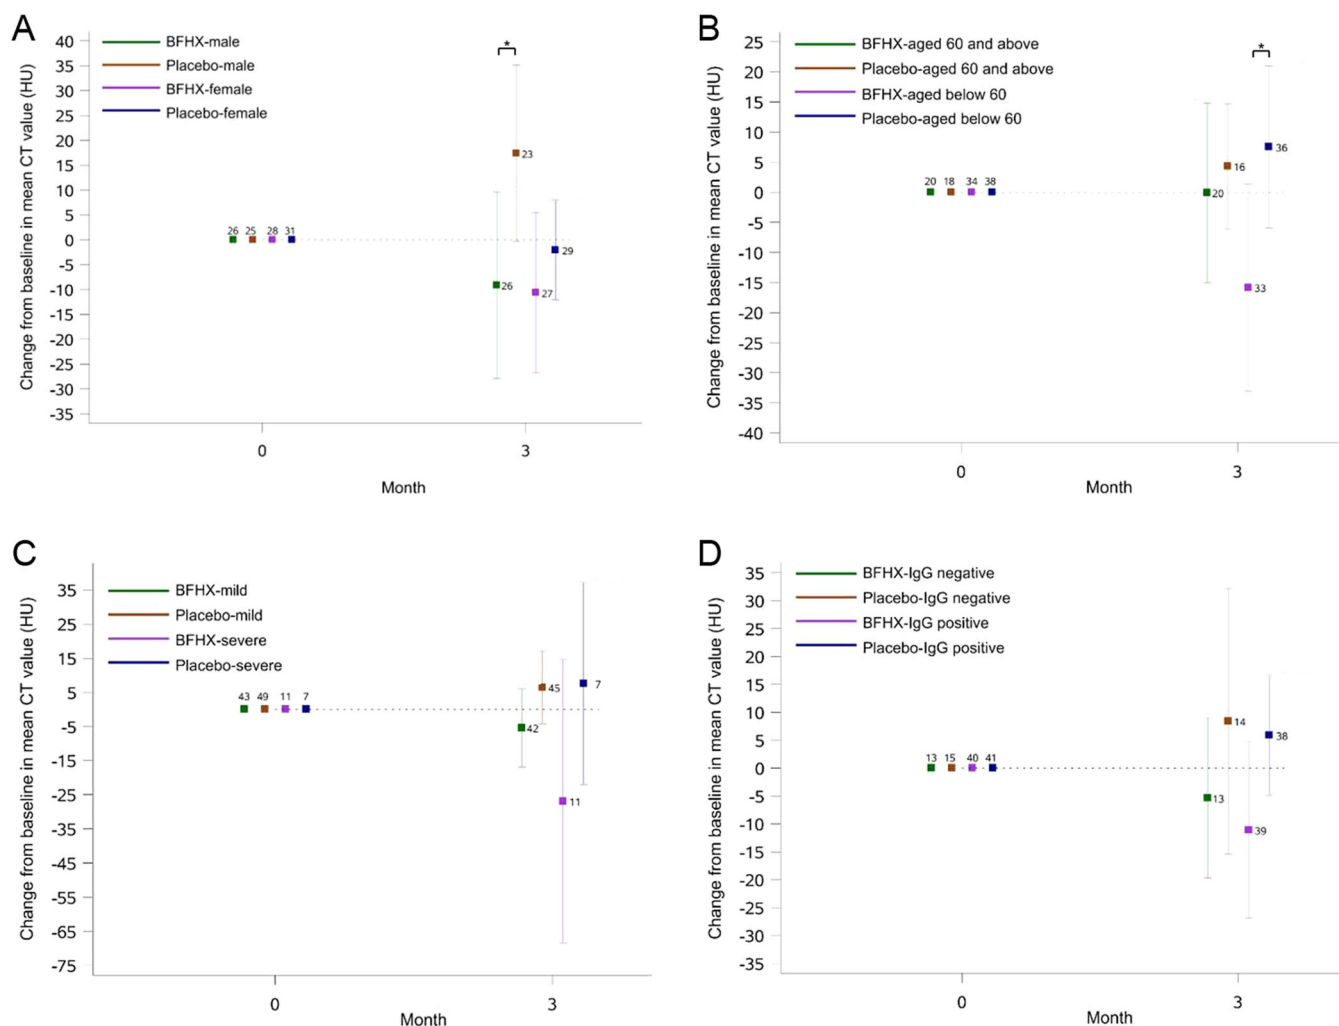 A
BFHX-male
Placebo-male
BFHX-female
Placebo-female
*
Change from baseline in mean CT value (HU)
40
35
30
25
20
15
10
5
0
-5
-10
-15
-20
-25
-30
-35
26 25 28 31
23
26
27
29
0 3
Month
B
BFHX-aged 60 and above
Placebo-aged 60 and above
BFHX-aged below 60
Placebo-aged below 60
*
Change from baseline in mean CT value (HU)
25
20
15
10
5
0
-5
-10
-15
-20
-25
-30
-35
-40
20 18 34 38
20
16
33
36
0 3
Month
C
BFHX-mild
Placebo-mild
BFHX-severe
Placebo-severe
Change from baseline in mean CT value (HU)
35
25
15
5
-5
-15
-25
-35
-45
-55
-65
-75
43 49 11 7
42
45
11
7
0 3
Month
D
BFHX-IgG negative
Placebo-IgG negative
BFHX-IgG positive
Placebo-IgG positive
Change from baseline in mean CT value (HU)
35
30
25
20
15
10
5
0
-5
-10
-15
-20
-25
-30
-35
13 15 40 41
13
14
39
38
0 3
Month